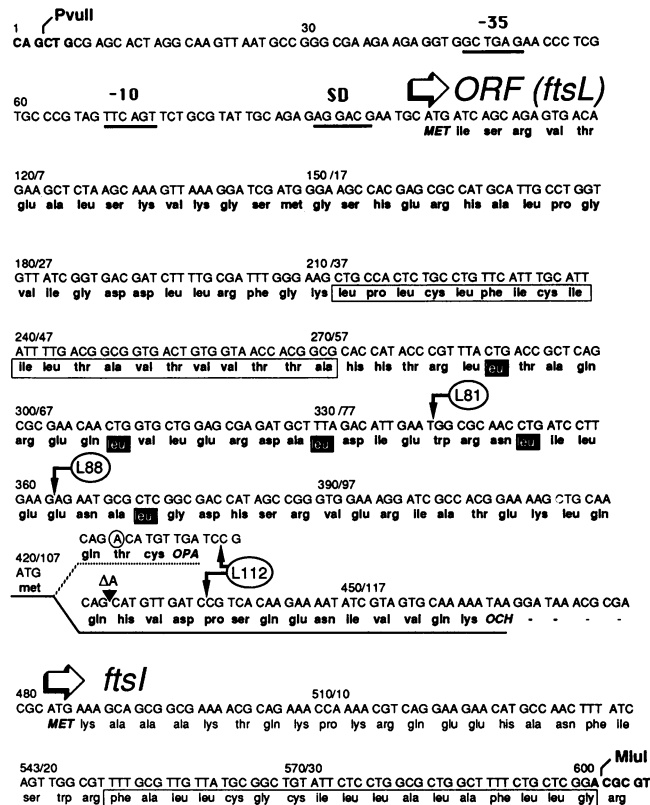 PvuII
1 30 -35
CAG CTG CGG AGC ACT AGG CAA GTT AAT GCC GGG CGA AGA AGA GGT GGC TGA GAA CCC TCG
60 -10 SD ORF (ftsL)
TGC CCG TAG TTC AGT TCT GCG TAT TGC AGA GAG GAC GAA TGC ATG ATC AGC AGA GTG ACA
MET ile ser arg val thr
120/7 150/17
GAA GCT CTA AGC AAA GTT AAA GGA TCG ATG GGA AGC CAC GAG CGC CAT GCA TTG CCT GGT
glu ala leu ser lys val lys gly ser met gly ser his glu arg his ala leu pro gly
180/27 210/37
GTT ATC GGT GAC GAT CTT TTG CGA TTT GGG AAG CTG CCA CTC TGC CTG TTC ATT TGC ATT
val ile gly asp asp leu leu arg phe gly lys leu pro leu cys leu phe ile cys ile
240/47 270/57
ATT TTG ACG GCG GTG ACT GTG GTA ACC ACG GCG CAC CAT ACC CGT TTA CTG ACC GCT CAG
ile leu thr ala val thr val val thr thr ala his his thr arg leu leu thr ala gln
300/67 330/77 L81
CGC GAA CAA CTG GTG CTG GAG CGA GAT GCT TTA GAC ATT GAA TGG CGC AAC CTG ATC CTT
arg glu gln leu val leu glu arg asp ala leu asp ile glu trp arg asn leu ile leu
L88
360 390/97
GAA GAG AAT GCG CTC GGC GAC CAT AGC CGG GTG GAA AGG ATC GCC ACG GAA AAG CTG CAA
glu glu asn ala leu gly asp his ser arg val glu arg ile ala thr glu lys leu gln
CAG A CA TGT TGA TCC G
420/107 gln thr cys OPA
ATG
met
L112
ΔA 450/117
CAG CAT GTT GAT CCG TCA CAA GAA AAT ATC GTA GTG CAA AAA TAA GGA TAA ACG CGA
gln his val asp pro ser gln glu asn ile val val gln lys OCH - - - -
ftsI
480 510/10
CGC ATG AAA GCA GCG GCG AAA ACG CAG AAA CCA AAA CGT CAG GAA GAA CAT GCC AAC TTT ATC
MET lys ala ala ala lys thr gln lys pro lys arg gln glu glu his ala asn phe ile
543/20 570/30 600 MluI
AGT TGG CGT TTT GCG TTG TTA TGC GGC TGT ATT CTC CTG GCG CTG GCT TTT CTG CTC GGA CGC GT
ser trp arg phe ala leu leu cys gly cys ile leu leu ala leu ala phe leu leu gly arg